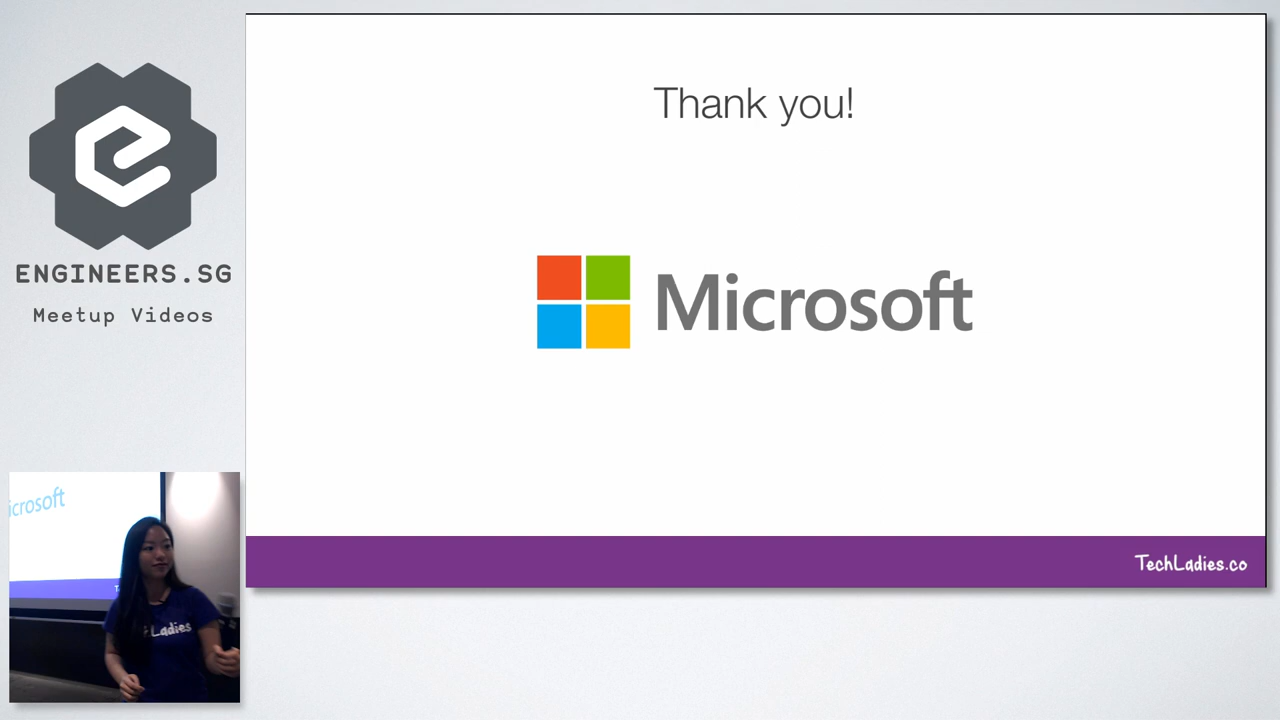 Thank you!
Microsoft
TechLadies.co
ENGINEERS.SG
Meetup Videos
icrosoft
Ladies